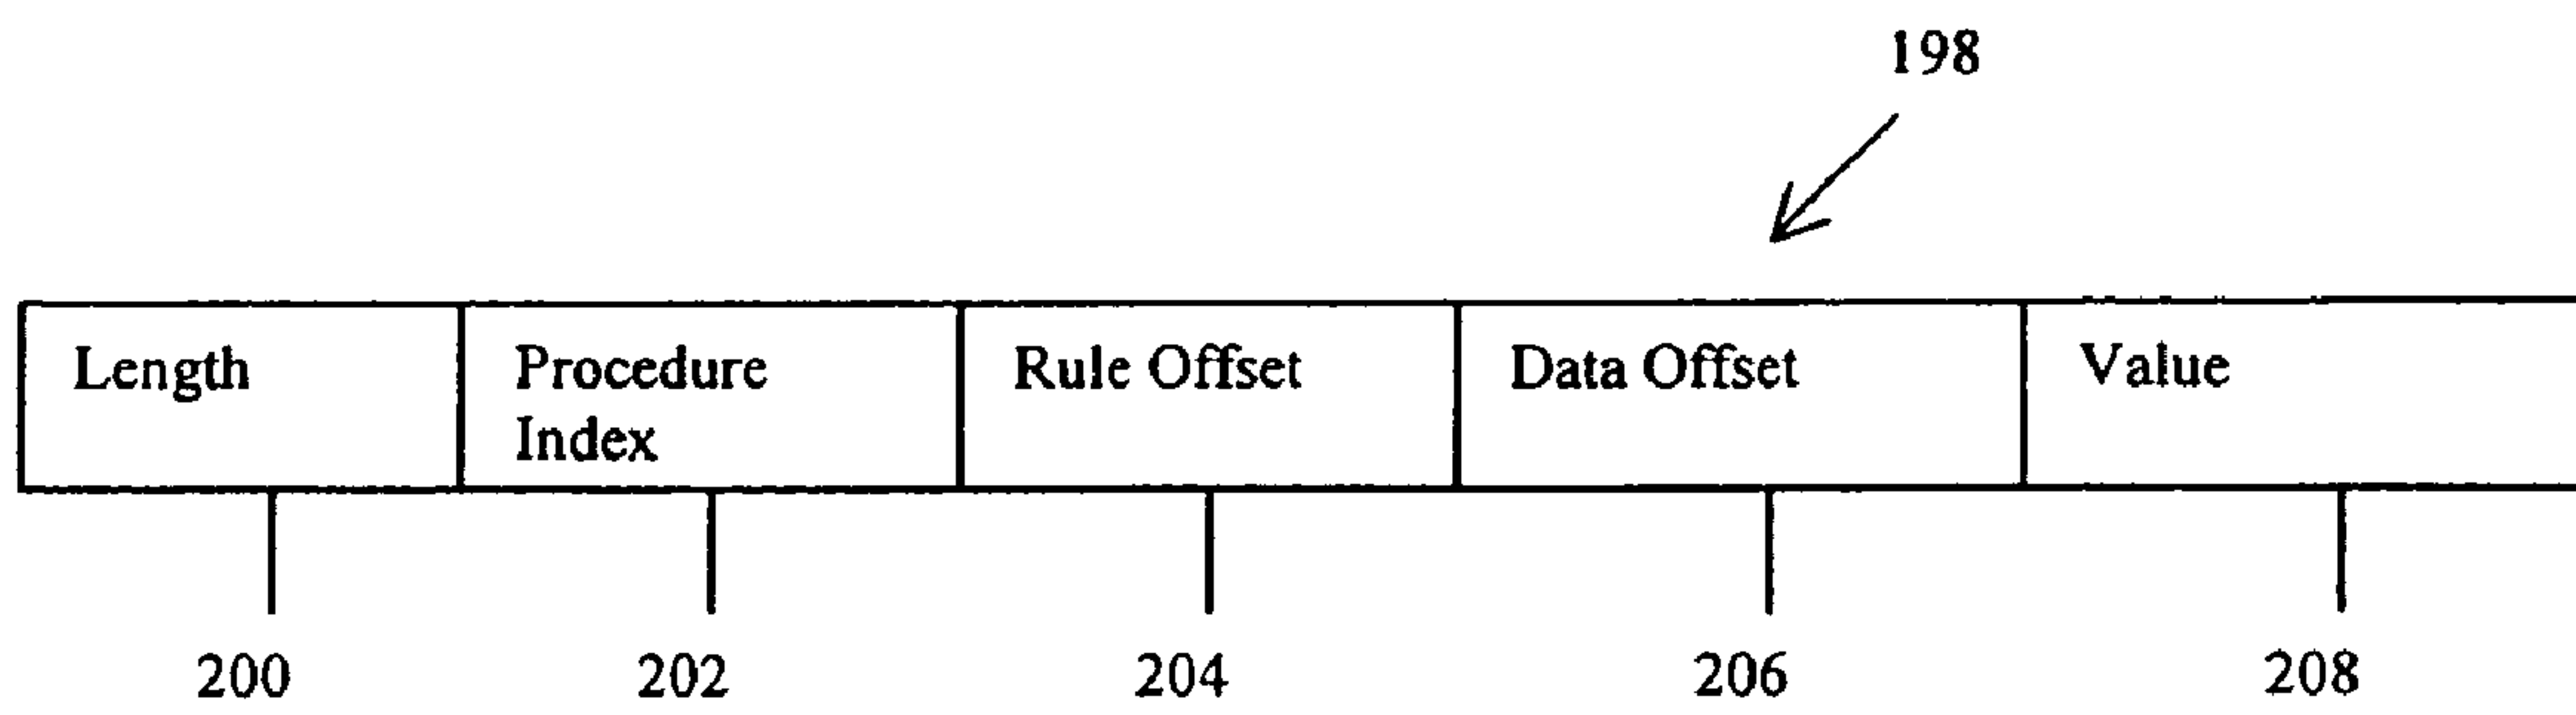 198
Length
Procedure
Index
Rule Offset
Data Offset
Value
200
202
204
206
208